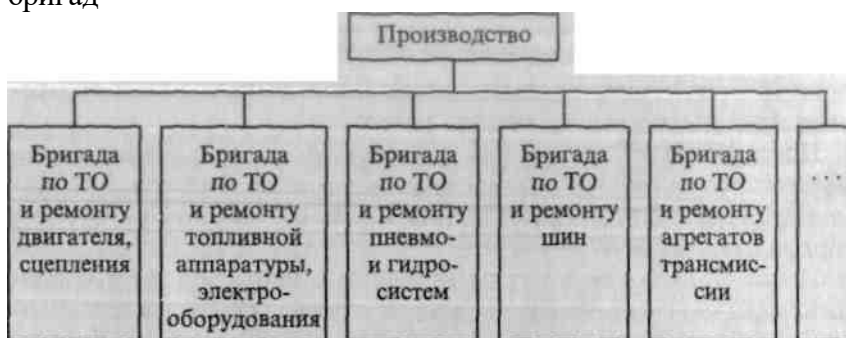 бригад
Производство
Бригада
по ТО
и ремонту
двигателя,
сцепления
Бригада
по ТО
и ремонту
топливной
аппаратуры,
электро-
оборудования
Бригада
по ТО
и ремонту
пневмо-
и гидро-
систем
Бригада
по ТО
и ремонту
шин
Бригада
по ТО
и ремонту
агрегатов
трансмис-
сии
...